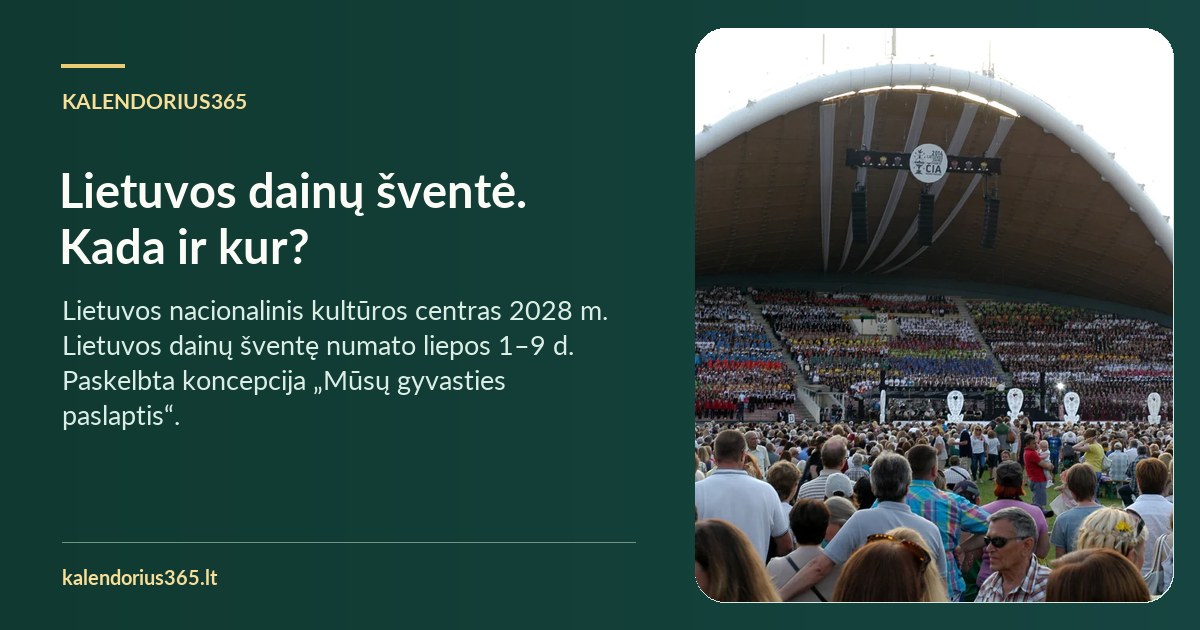 KALENDORIUS365
Lietuvos dainų šventė.
Kada ir kur?
Lietuvos nacionalinis kultūros centras 2028 m.
Lietuvos dainų šventę numato liepos 1–9 d.
Paskelbta koncepcija „Mūsų gyvasties
paslaptis“.
kalendorius365.lt
ČIA